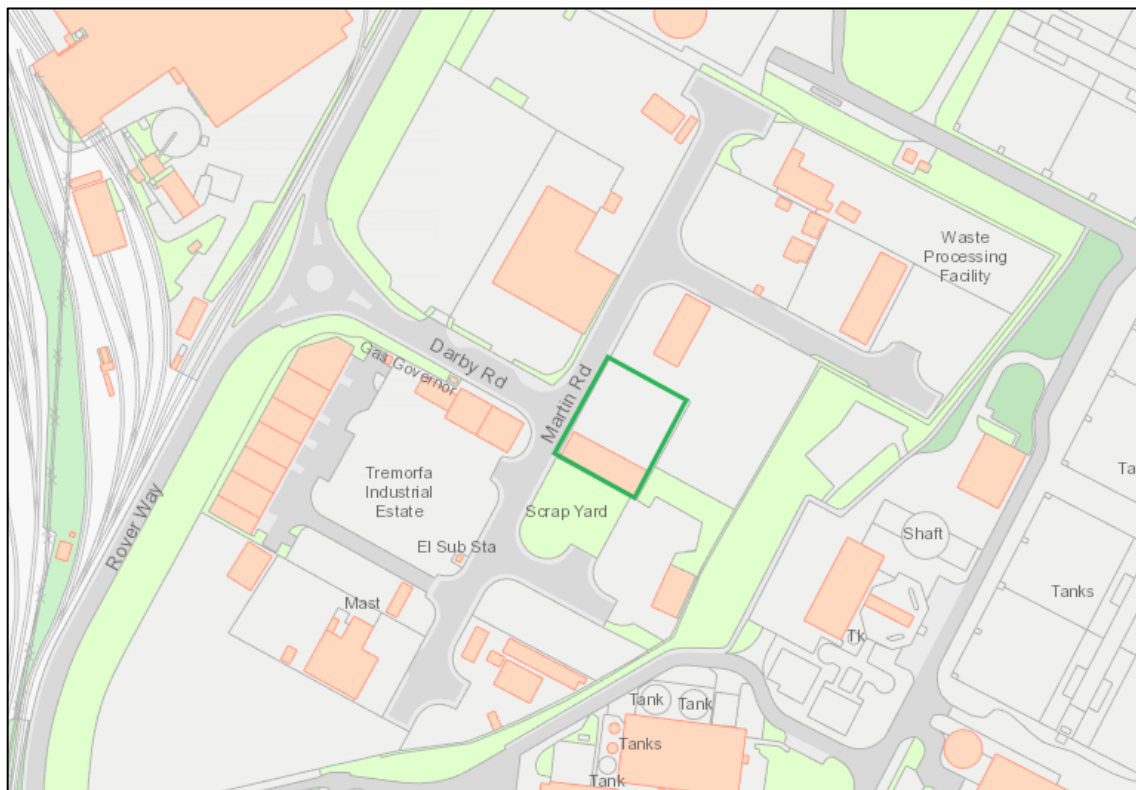 Waste
Processing
Facility
Darby Rd
Gas Governor
Martin Rd
Tremorfa
Industrial
Estate
Scrap Yard
El Sub Sta
Rover Way
Mast
Shaft
Tanks
Tk
Tank
Tank
Tanks
Tank